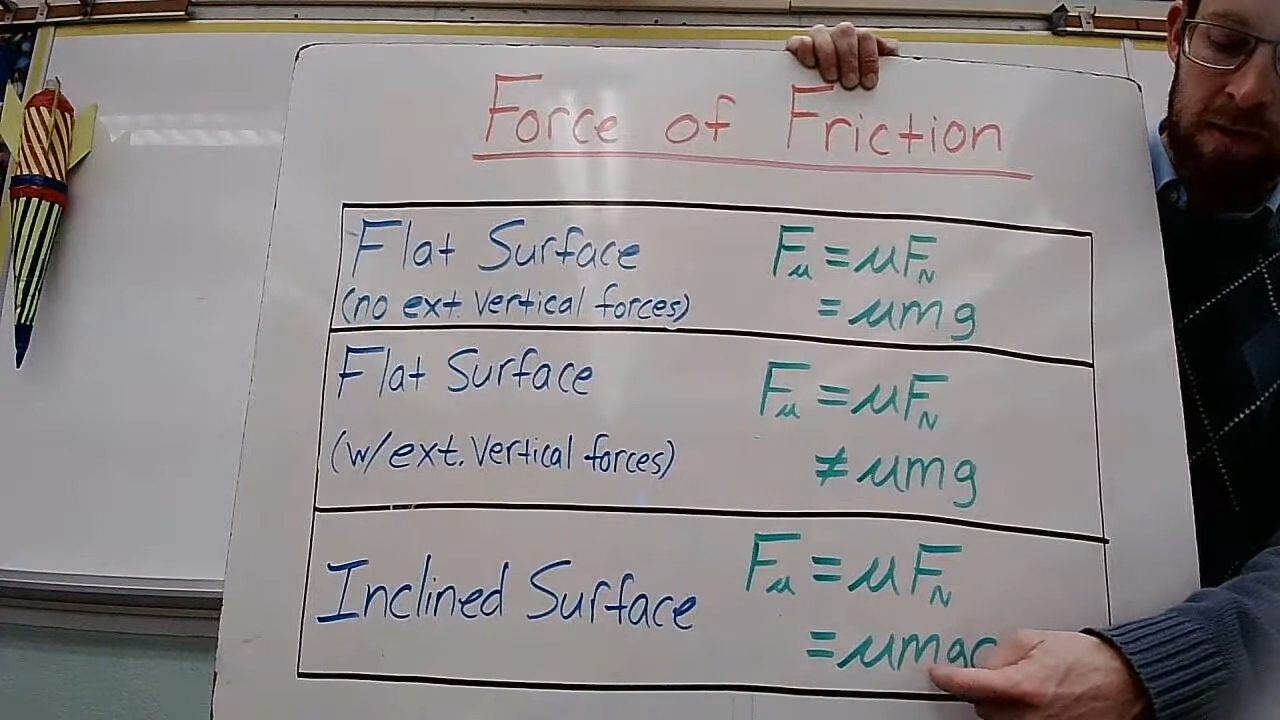 Force of Friction
Flat Surface
(no ext. Vertical forces)
Fμ = μFN
= μmg
Flat Surface
(w/ext. Vertical forces)
Fμ = μFN
≠ μmg
Inclined Surface
Fμ = μFN
= μmgc